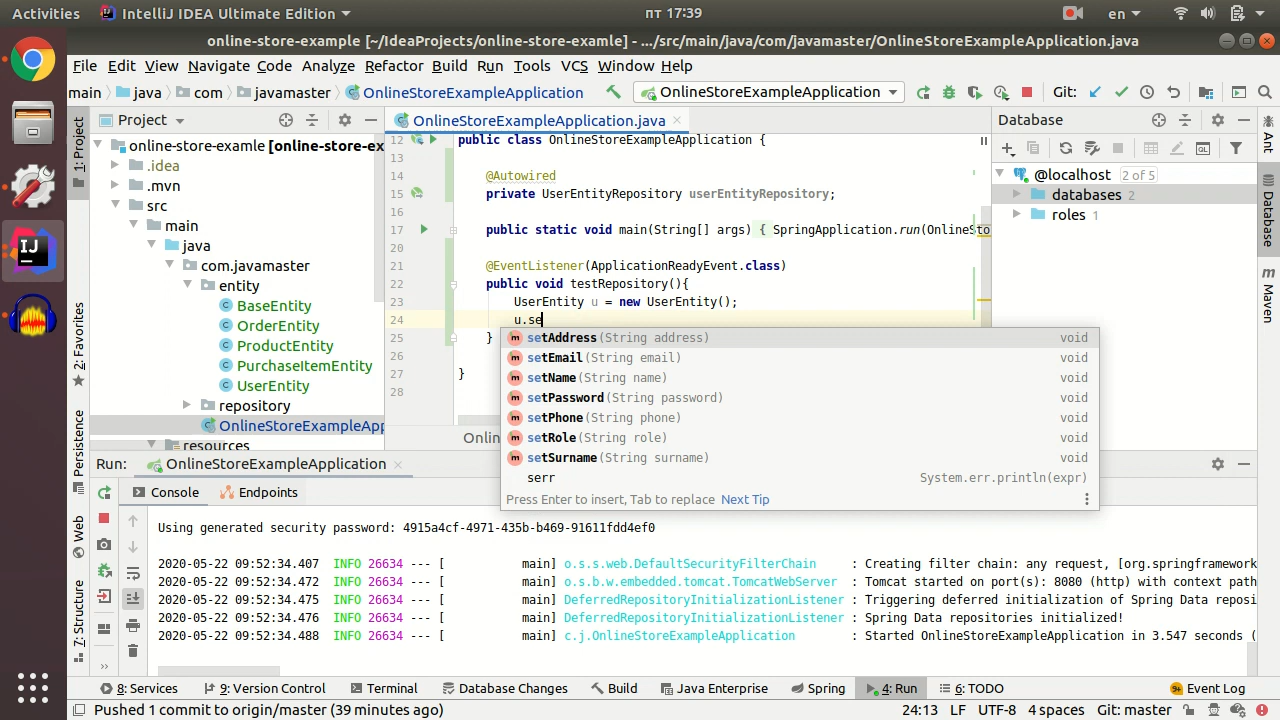 Activities IntelliJ IDEA Ultimate Edition пт 17:39 en
online-store-example [~/IdeaProjects/online-store-examle] - .../src/main/java/com/javamaster/OnlineStoreExampleApplication.java
File Edit View Navigate Code Analyze Refactor Build Run Tools VCS Window Help
main java com javamaster OnlineStoreExampleApplication OnlineStoreExampleApplication Git:
Project OnlineStoreExampleApplication.java Database
1: Project
2: Favorites
Persistence
Web
7: Structure
online-store-examle [online-store-ex
.idea
.mvn
src
main
java
com.javamaster
entity
BaseEntity
OrderEntity
ProductEntity
PurchaseItemEntity
UserEntity
repository
OnlineStoreExampleApp
resources
12 public class OnlineStoreExampleApplication {
13
14 @Autowired
15 private UserEntityRepository userEntityRepository;
16
17 public static void main(String[] args) { SpringApplication.run(OnlineSto
20
21 @EventListener(ApplicationReadyEvent.class)
22 public void testRepository(){
23 UserEntity u = new UserEntity();
24 u.se
25 }
26
27 }
28
Onlin
setAddress(String address) void
setEmail(String email) void
setName(String name) void
setPassword(String password) void
setPhone(String phone) void
setRole(String role) void
setSurname(String surname) void
serr System.err.println(expr)
Press Enter to insert, Tab to replace Next Tip
@localhost 2 of 5
databases 2
roles 1
Ant
Database
m Maven
Run: OnlineStoreExampleApplication
Console Endpoints
Using generated security password: 4915a4cf-4971-435b-b469-91611fdd4ef0
2020-05-22 09:52:34.407 INFO 26634 --- [ main] o.s.s.web.DefaultSecurityFilterChain : Creating filter chain: any request, [org.springframework
2020-05-22 09:52:34.472 INFO 26634 --- [ main] o.s.b.w.embedded.tomcat.TomcatWebServer : Tomcat started on port(s): 8080 (http) with context path
2020-05-22 09:52:34.475 INFO 26634 --- [ main] DeferredRepositoryInitializationListener : Triggering deferred initialization of Spring Data reposi
2020-05-22 09:52:34.476 INFO 26634 --- [ main] DeferredRepositoryInitializationListener : Spring Data repositories initialized!
2020-05-22 09:52:34.488 INFO 26634 --- [ main] c.j.OnlineStoreExampleApplication : Started OnlineStoreExampleApplication in 3.547 seconds (
8: Services 9: Version Control Terminal Database Changes Build Java Enterprise Spring 4: Run 6: TODO 9+ Event Log
Pushed 1 commit to origin/master (39 minutes ago) 24:13 LF UTF-8 4 spaces Git: master